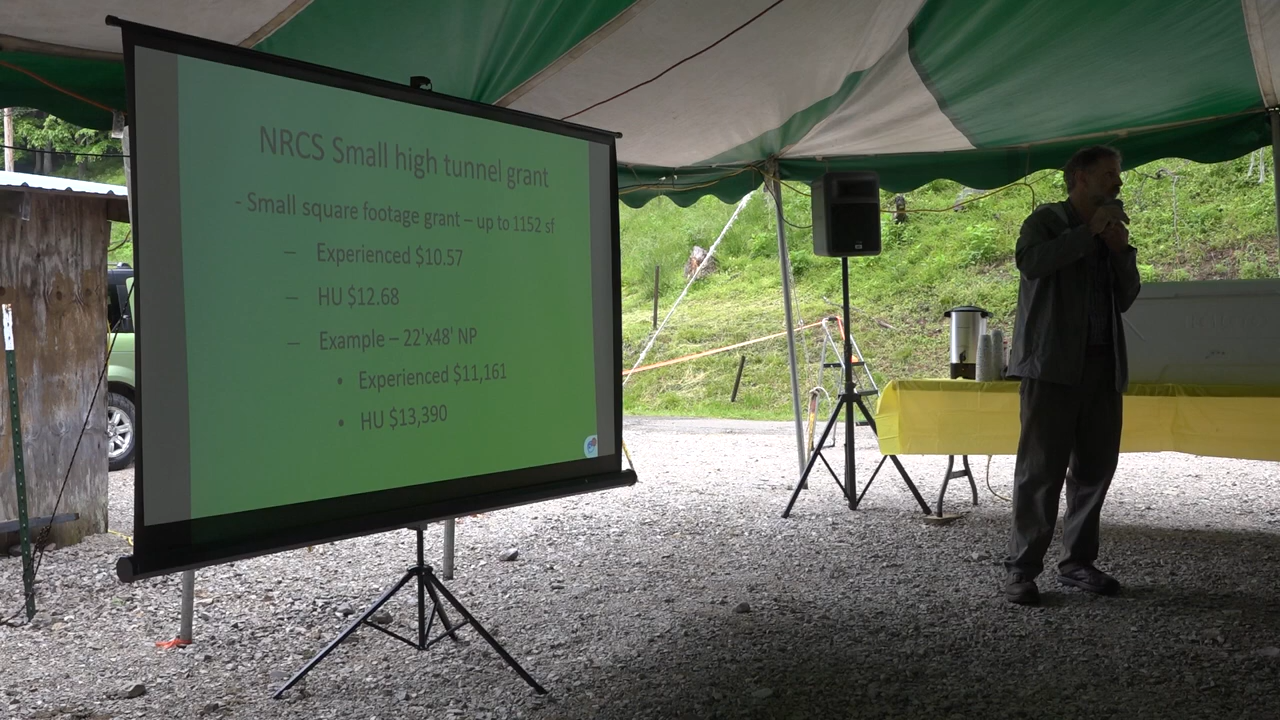 NRCS Small high tunnel grant
- Small square footage grant – up to 1152 sf
– Experienced $10.57
– HU $12.68
– Example – 22'x48' NP
• Experienced $11,161
• HU $13,390